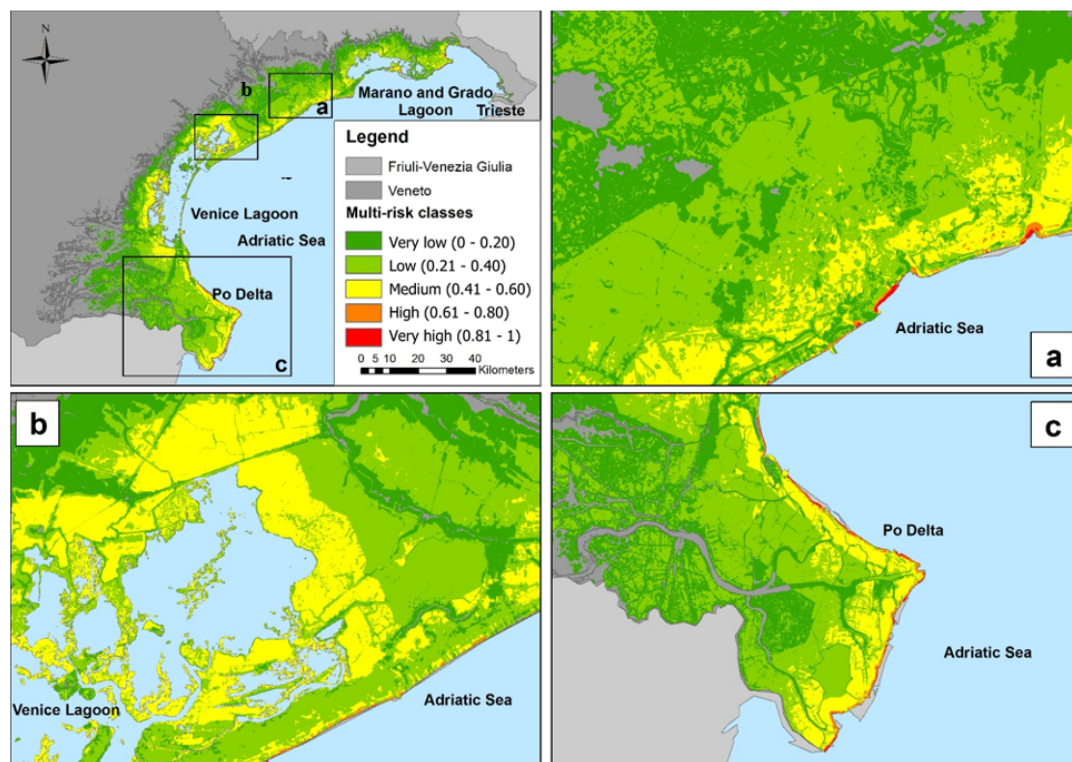 N
b
a
Marano and Grado
Lagoon
Trieste
Legend
Friuli-Venezia Giulia
Veneto
Multi-risk classes
Very low (0 - 0.20)
Low (0.21 - 0.40)
Medium (0.41 - 0.60)
High (0.61 - 0.80)
Very high (0.81 - 1)
0 5 10 20 30 40
Kilometers
Venice Lagoon
Adriatic Sea
Po Delta
c
Adriatic Sea
a
b
Venice Lagoon
Adriatic Sea
c
Po Delta
Adriatic Sea